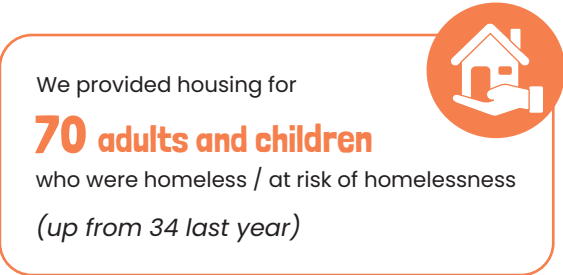 We provided housing for
70 adults and children
who were homeless / at risk of homelessness
(up from 34 last year)